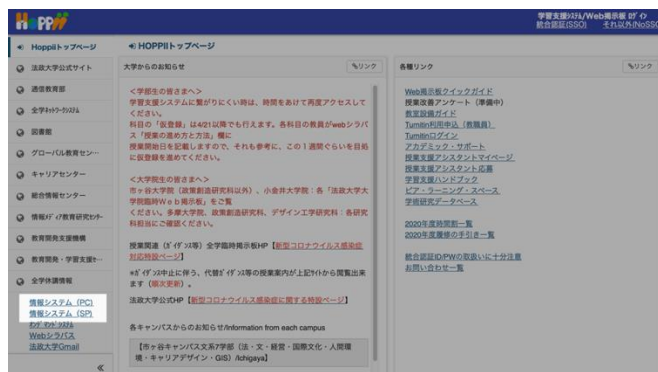 Hoppii
学習支援システム/Web掲示板 ログイン
統合認証(SSO) それ以外(NoSSO)
Hoppiiトップページ
法政大学公式サイト
通信教育部
全学ネットワークシステム
図書館
グローバル教育セン…
キャリアセンター
総合情報センター
情報メディア教育研究センター
教育開発支援機構
教育開発・学習支援セ…
全学休講情報
情報システム (PC)
情報システム (SP)
オンデマンドシステム
Webシラバス
法政大学Gmail
«
HOPPIIトップページ
大学からのお知らせ
リンク
<学部生の皆さまへ>
学習支援システムに繋がりにくい時は、時間をあけて再度アクセスして
ください。
科目の「仮登録」は4/21以降でも行えます。各科目の教員がwebシラバ
ス「授業の進め方と方法」欄に
授業開始日を記載しますので、それも参考に、この1週間ぐらいを目処
に仮登録を進めてください。
<大学院生の皆さまへ>
市ヶ谷大学院（政策創造研究科以外）、小金井大学院：各「法政大学大
学院臨時Web掲示板」をご覧
ください。多摩大学院、政策創造研究科、デザイン工学研究科：各研究
科担当にご確認ください。
授業関連（ガイダンス等）全学臨時掲示板HP【新型コロナウイルス感染症
対応特設ページ】
*ガイダンス中止に伴う、代替ガイダンス等の授業案内が上記サイトから閲覧出来
ます（順次更新）。
法政大学公式HP【新型コロナウイルス感染症に関する特設ページ】
各キャンパスからのお知らせ/Information from each campus
【市ヶ谷キャンパス文系7学部（法・文・経営・国際文化・人間環
境・キャリアデザイン・GIS）/Ichigaya】
各種リンク
リンク
Web掲示板クイックガイド
授業改善アンケート（準備中）
教室設備ガイド
Turnitin利用申込（教職員）
Turnitinログイン
アカデミック・サポート
授業支援アシスタントマイページ
授業支援アシスタント応募
学習支援ハンドブック
ピア・ラーニング・スペース
学術研究データベース
2020年度時間割一覧
2020年度履修の手引き一覧
統合認証ID/PWの取扱いに十分注意
お問い合わせ一覧